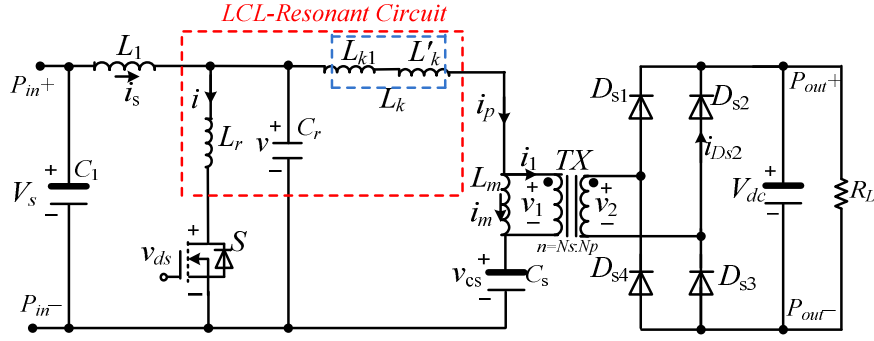 LCL-Resonant Circuit
L1
Lk1 L'k
Lk
Pin+
is
i
Lr
v
+
−
Cr
ip
Vs
+
−
C1
Lm
im
i1
TX
+
v1
−
+
v2
−
n=Ns:Np
vcs
+
−
Cs
vds
+
−
S
Ds1
Ds2
iDs2
Ds4
Ds3
Vdc
+
−
RL
Pout+
Pout−
Pin−